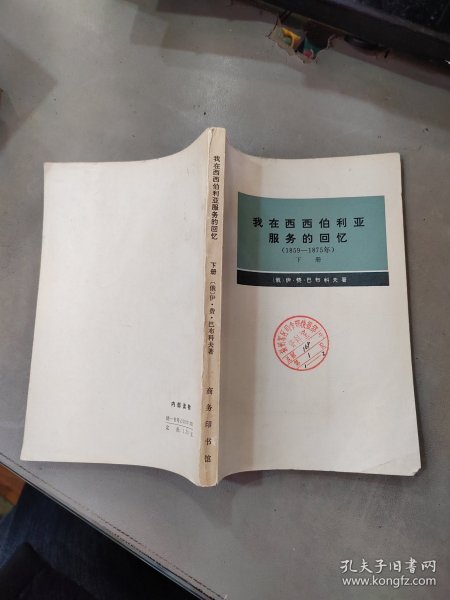 我在西西伯利亚
服务的回忆
(1859—1875年)
下册
〔俄〕伊·费·巴布科夫著
我在西西伯利亚服务的回忆
下册
〔俄〕伊·费·巴布科夫著
商务印书馆
内部读物
孔夫子旧书网
www.kongfz.com